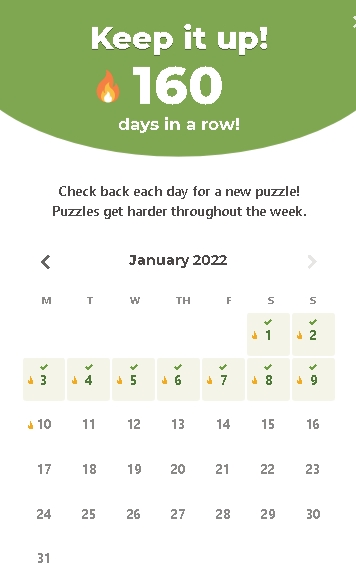 Keep it up!
160
days in a row!
Check back each day for a new puzzle!
Puzzles get harder throughout the week.
January 2022
M T W TH F S S
1 2
3 4 5 6 7 8 9
10 11 12 13 14 15 16
17 18 19 20 21 22 23
24 25 26 27 28 29 30
31